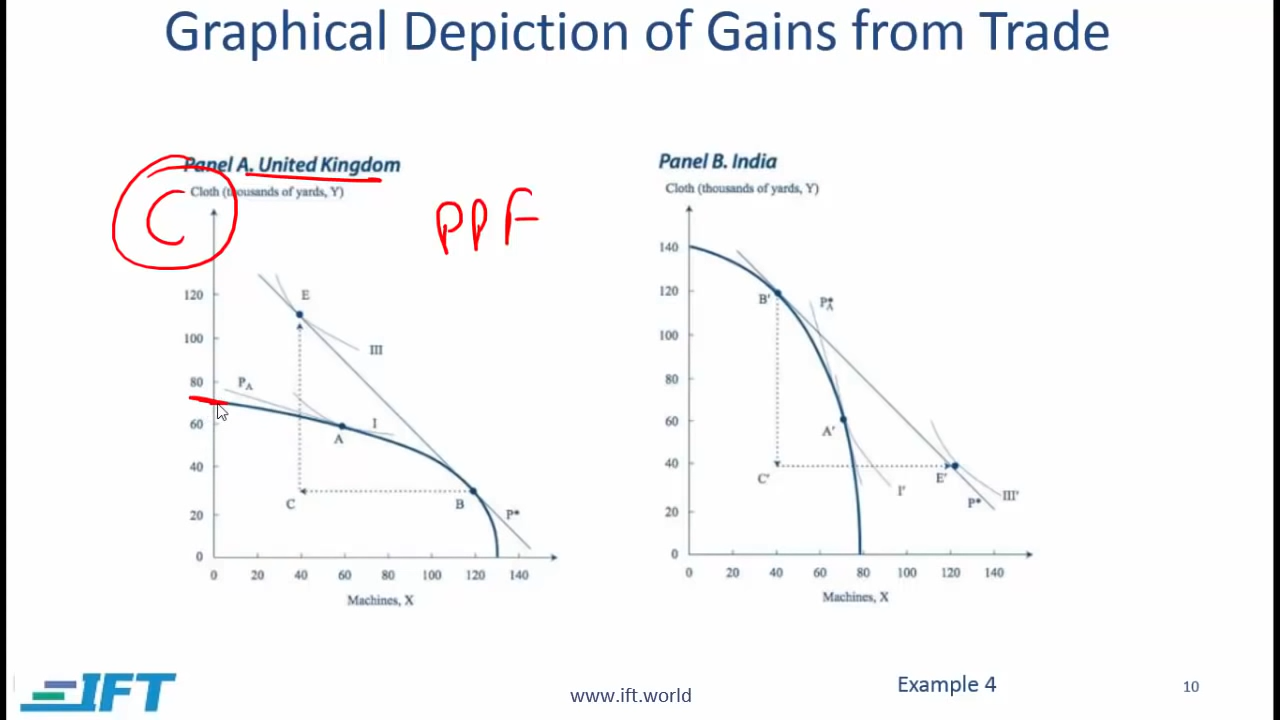 Graphical Depiction of Gains from Trade
Panel A. United Kingdom
Cloth (thousands of yards, Y)
C
PPF
120
100
80
60
40
20
0
E
III
PA
I
A
C
B
P*
0 20 40 60 80 100 120 140
Machines, X
Panel B. India
Cloth (thousands of yards, Y)
140
120
100
80
60
40
20
0
B'
P*A
A'
C'
I'
E'
III'
P*
0 20 40 60 80 100 120 140
Machines, X
IFT
www.ift.world
Example 4
10